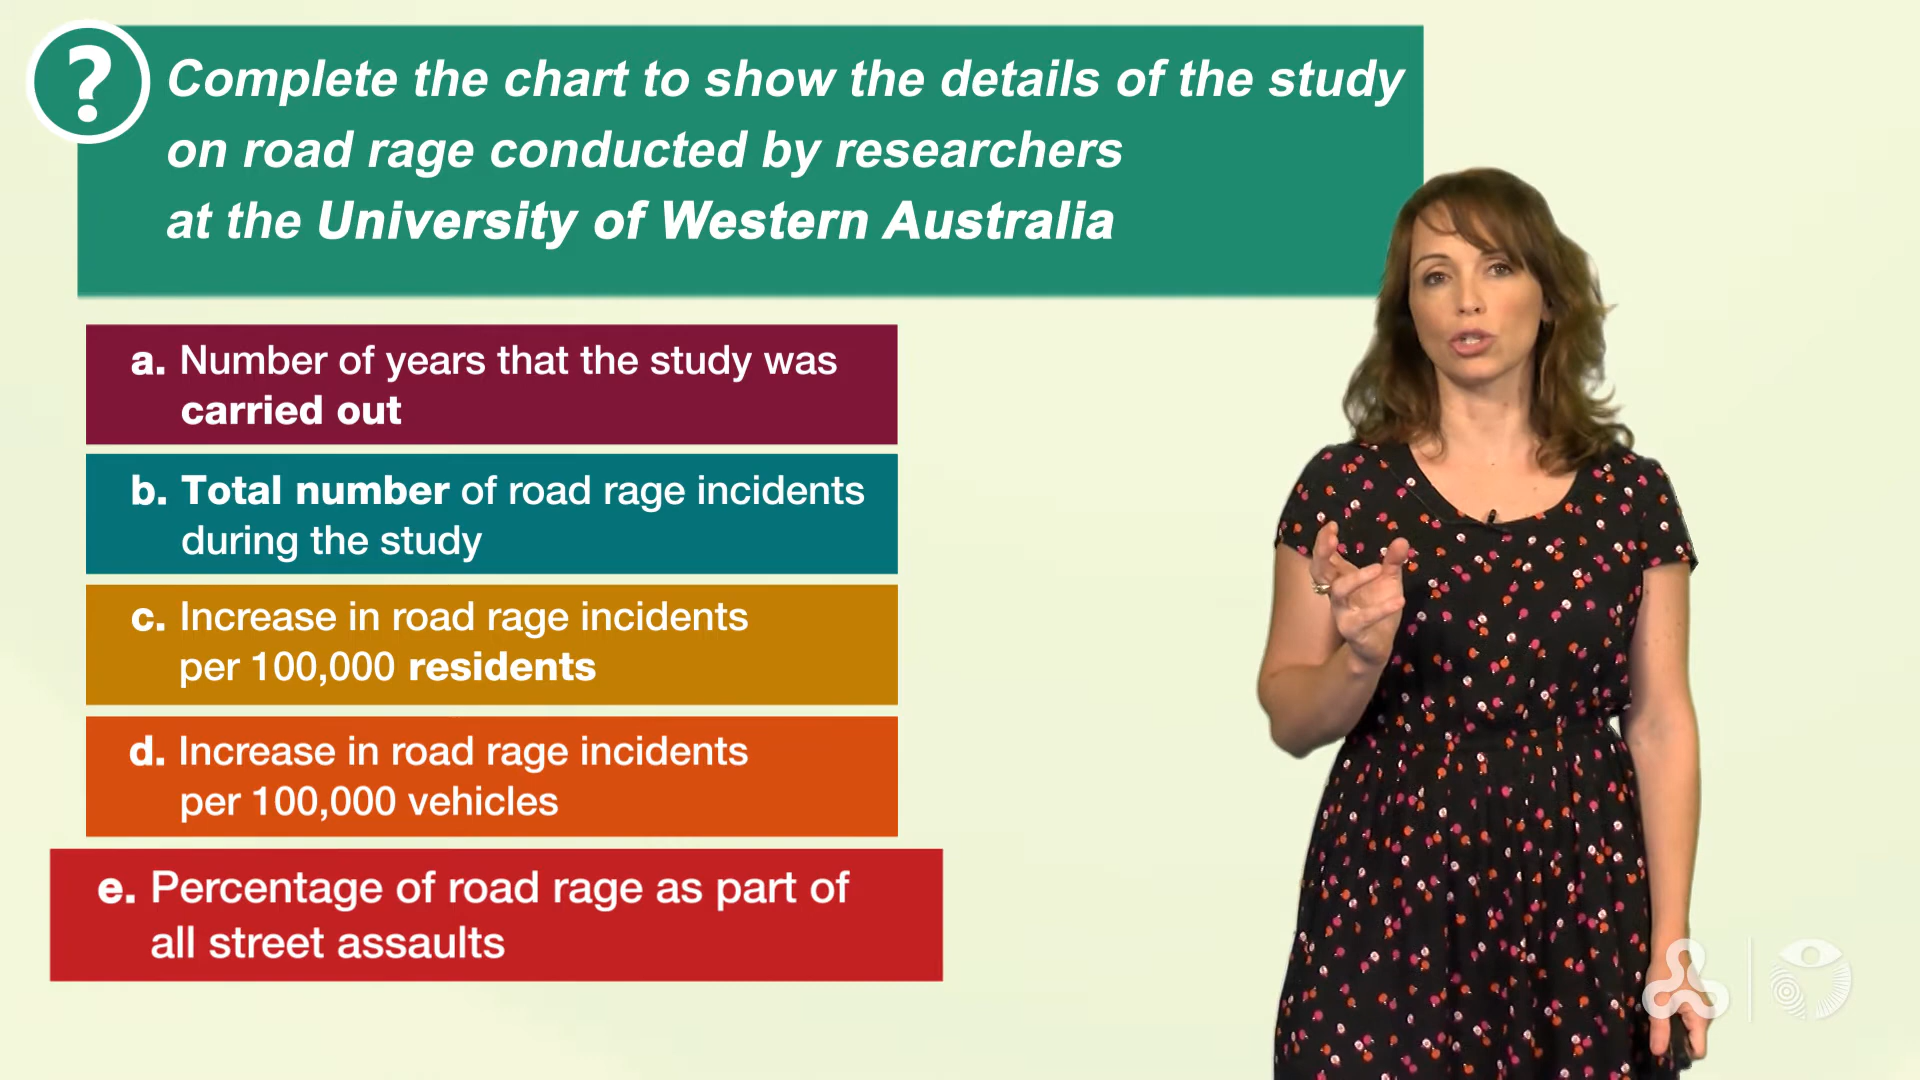 ?
Complete the chart to show the details of the study
on road rage conducted by researchers
at the University of Western Australia
a. Number of years that the study was
carried out
b. Total number of road rage incidents
during the study
c. Increase in road rage incidents
per 100,000 residents
d. Increase in road rage incidents
per 100,000 vehicles
e. Percentage of road rage as part of
all street assaults